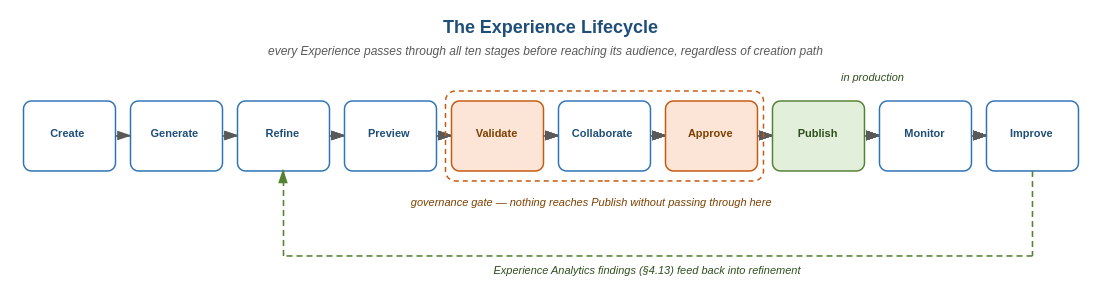 The Experience Lifecycle
every Experience passes through all ten stages before reaching its audience, regardless of creation path
in production
Create
Generate
Refine
Preview
Validate
Collaborate
Approve
Publish
Monitor
Improve
governance gate — nothing reaches Publish without passing through here
Experience Analytics findings (§4.13) feed back into refinement